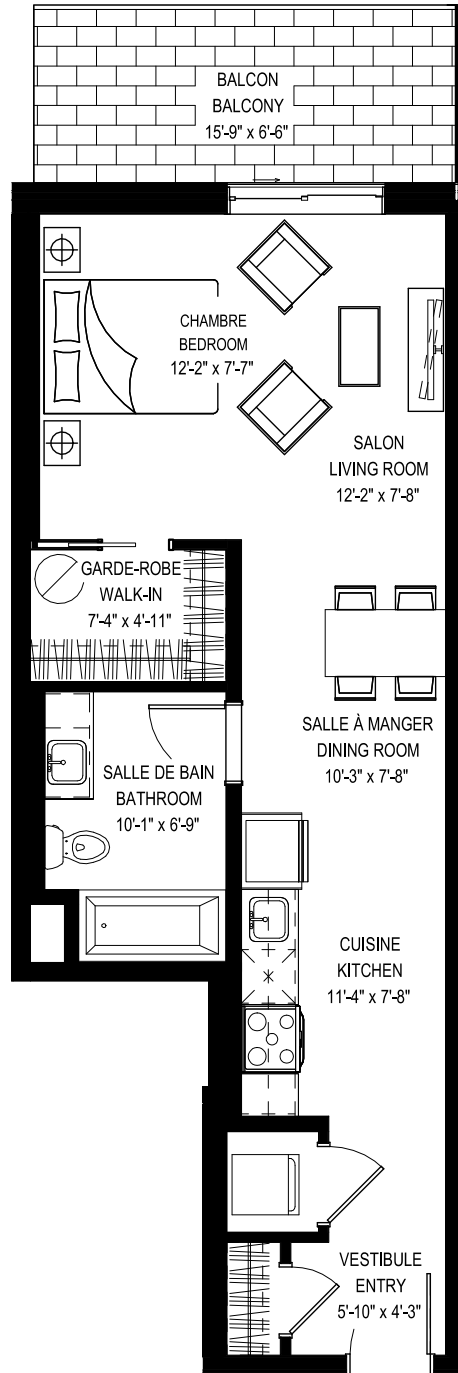 BALCON
BALCONY
15'-9" x 6'-6"
CHAMBRE
BEDROOM
12'-2" x 7'-7"
SALON
LIVING ROOM
12'-2" x 7'-8"
GARDE-ROBE
WALK-IN
7'-4" x 4'-11"
SALLE À MANGER
DINING ROOM
10'-3" x 7'-8"
SALLE DE BAIN
BATHROOM
10'-1" x 6'-9"
CUISINE
KITCHEN
11'-4" x 7'-8"
VESTIBULE
ENTRY
5'-10" x 4'-3"